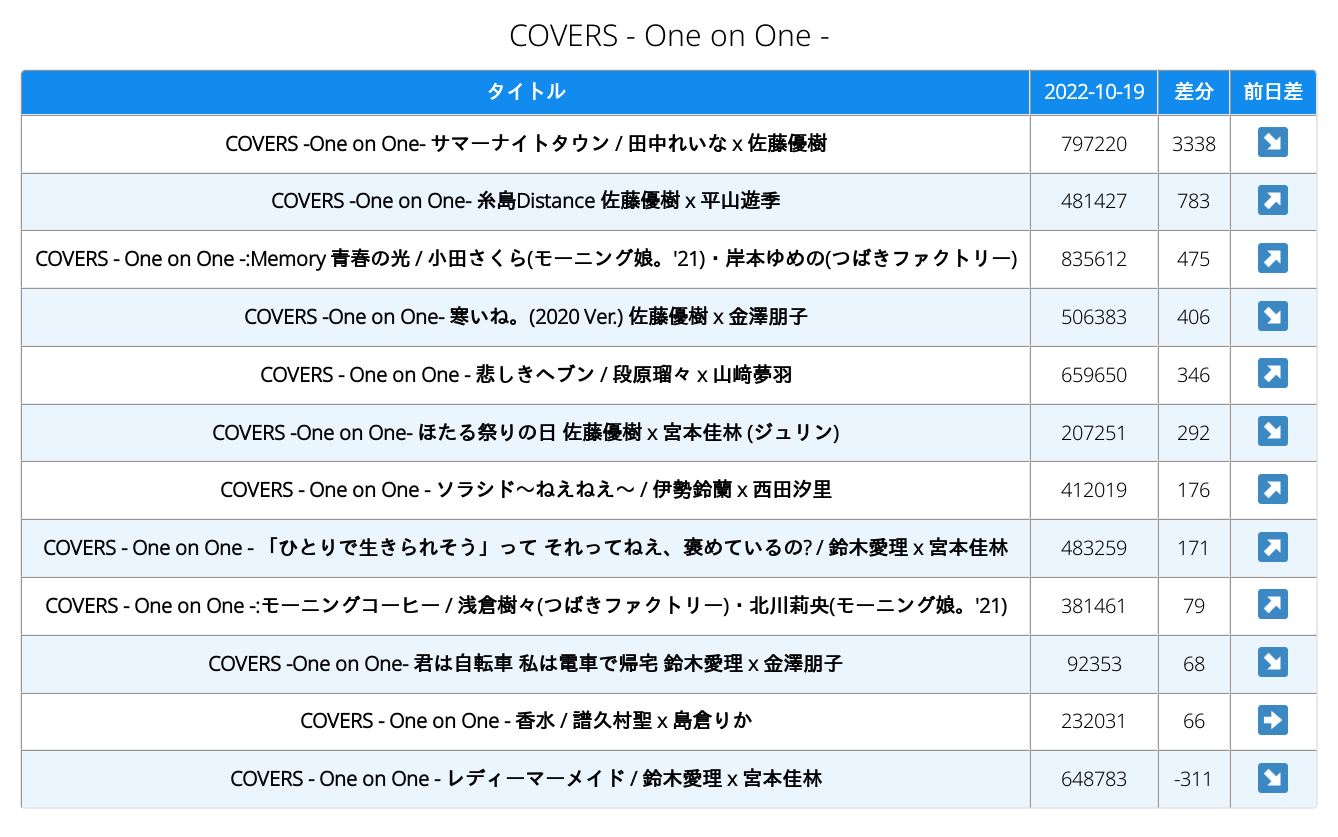 COVERS - One on One -
タイトル 2022-10-19 差分 前日差
COVERS -One on One- サマーナイトタウン / 田中れいな x 佐藤優樹 797220 3338 ↘
COVERS -One on One- 糸島Distance 佐藤優樹 x 平山遊季 481427 783 ↗
COVERS - One on One -:Memory 青春の光 / 小田さくら(モーニング娘。'21)・岸本ゆめの(つばきファクトリー) 835612 475 ↗
COVERS -One on One- 寒いね。(2020 Ver.) 佐藤優樹 x 金澤朋子 506383 406 ↘
COVERS - One on One - 悲しきヘブン / 段原瑠々 x 山﨑夢羽 659650 346 ↗
COVERS -One on One- ほたる祭りの日 佐藤優樹 x 宮本佳林 (ジュリン) 207251 292 ↘
COVERS - One on One - ソラシド～ねえねえ～ / 伊勢鈴蘭 x 西田汐里 412019 176 ↗
COVERS - One on One - 「ひとりで生きられそう」って それってねえ、褒めているの? / 鈴木愛理 x 宮本佳林 483259 171 ↗
COVERS - One on One -:モーニングコーヒー / 浅倉樹々(つばきファクトリー)・北川莉央(モーニング娘。'21) 381461 79 ↗
COVERS -One on One- 君は自転車 私は電車で帰宅 鈴木愛理 x 金澤朋子 92353 68 ↘
COVERS - One on One - 香水 / 譜久村聖 x 島倉りか 232031 66 ➡
COVERS - One on One - レディーマーメイド / 鈴木愛理 x 宮本佳林 648783 -311 ↘